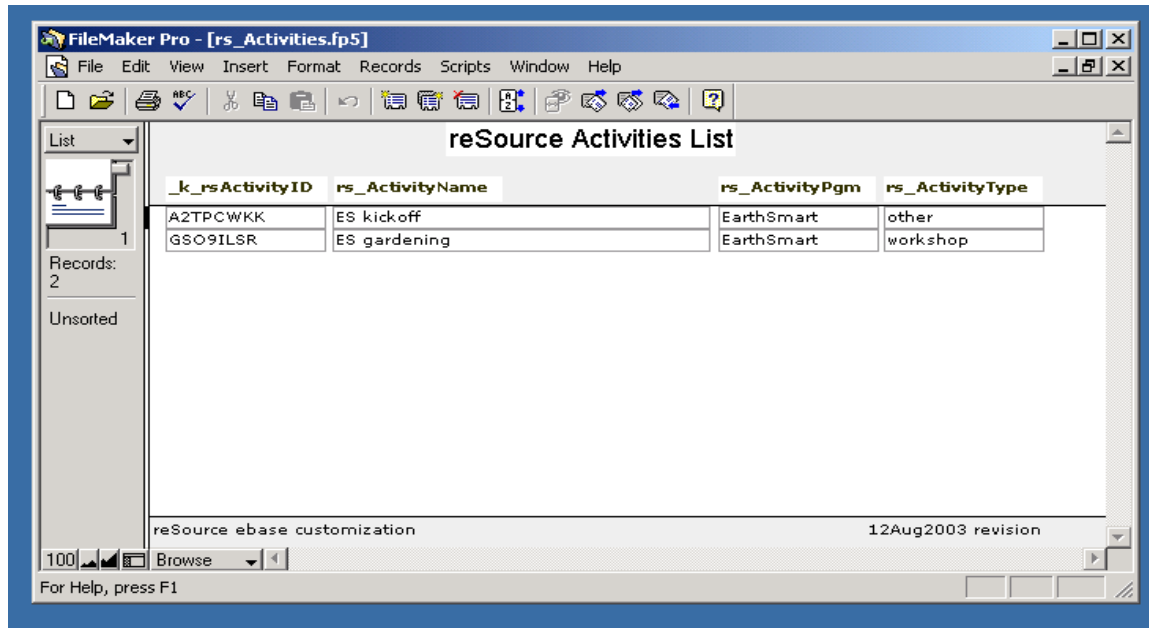 FileMaker Pro - [rs_Activities.fp5]
File Edit View Insert Format Records Scripts Window Help
List
reSource Activities List
_k_rsActivityID rs_ActivityName rs_ActivityPgm rs_ActivityType
A2TPCWKK ES kickoff EarthSmart other
GSO9ILSR ES gardening EarthSmart workshop
1
Records:
2
Unsorted
reSource ebase customization 12Aug2003 revision
100 Browse
For Help, press F1